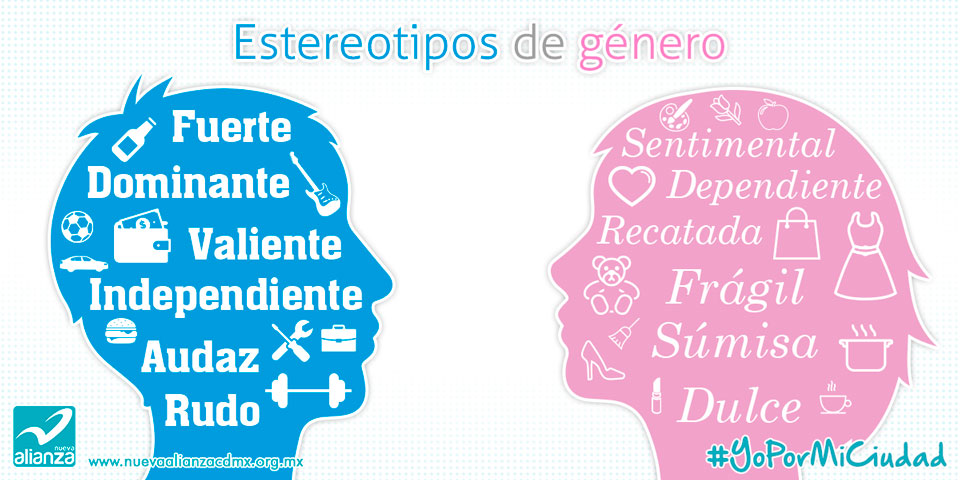 Estereotipos de género
Fuerte
Dominante
Valiente
Independiente
Audaz
Rudo
Sentimental
Dependiente
Recatada
Frágil
Súmisa
Dulce
nueva
alianza
www.nuevaalianzacdmx.org.mx
#YoPorMiCiudad